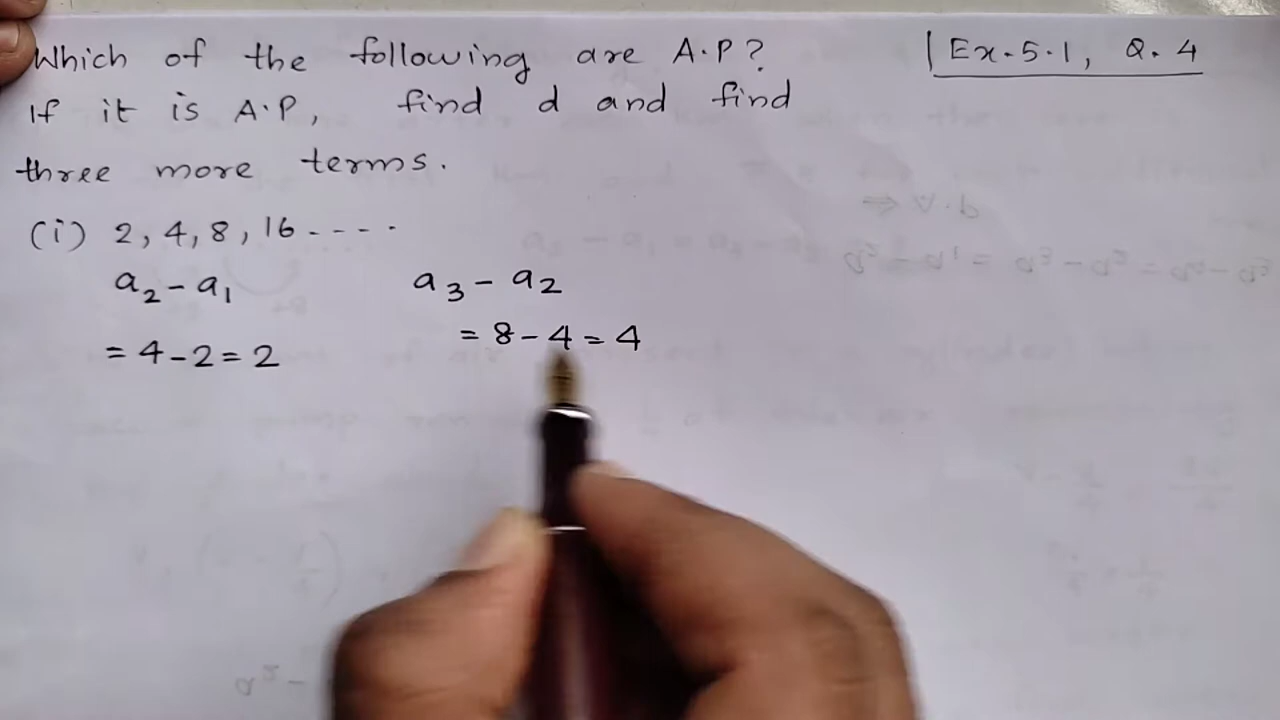 Which of the following are A.P? Ex.5.1, Q.4
If it is A.P, find d and find
three more terms.
(i) 2, 4, 8, 16 - - - -
a₂ - a₁ a₃ - a₂
= 4 - 2 = 2 = 8 - 4 = 4